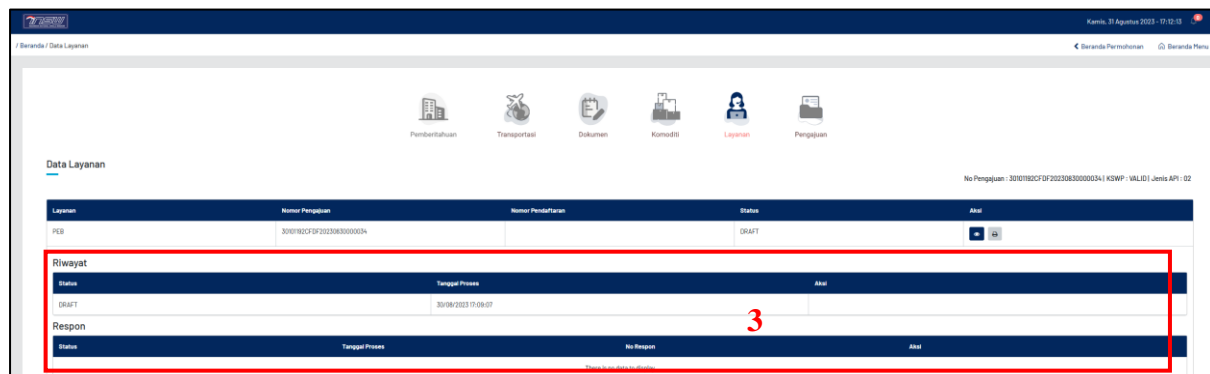 Kamis, 31 Agustus 2023 - 17:12:13
/ Beranda / Data Layanan
Beranda Permohonan
Beranda Menu
Pemberitahuan
Transportasi
Dokumen
Komoditi
Layanan
Pengajuan
Data Layanan
No Pengajuan : 30101192CFDF20230830000034 | KSWP : VALID | Jenis API : 02
Layanan Nomor Pengajuan Nomor Pendaftaran Status Aksi
PEB 30101192CFDF20230830000034 DRAFT
Riwayat
Status Tanggal Proses Aksi
DRAFT 30/08/2023 17:09:07
3
Respon
Status Tanggal Proses No Respon Aksi
There is no data to display